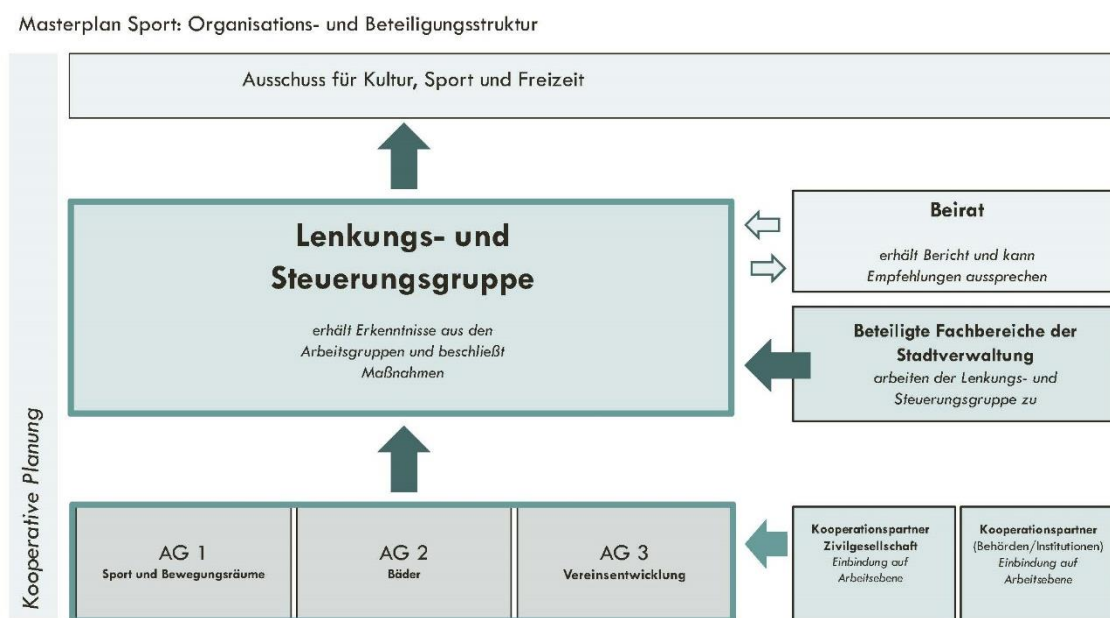 Masterplan Sport: Organisations- und Beteiligungsstruktur
Ausschuss für Kultur, Sport und Freizeit
Lenkungs- und
Steuerungsgruppe
erhält Erkenntnisse aus den
Arbeitsgruppen und beschließt
Maßnahmen
Beirat
erhält Bericht und kann
Empfehlungen aussprechen
Beteiligte Fachbereiche der
Stadtverwaltung
arbeiten der Lenkungs- und
Steuerungsgruppe zu
Kooperative Planung
AG 1
Sport und Bewegungsräume
AG 2
Bäder
AG 3
Vereinsentwicklung
Kooperationspartner
Zivilgesellschaft
Einbindung auf
Arbeitsebene
Kooperationspartner
(Behörden/Institutionen)
Einbindung auf
Arbeitsebene